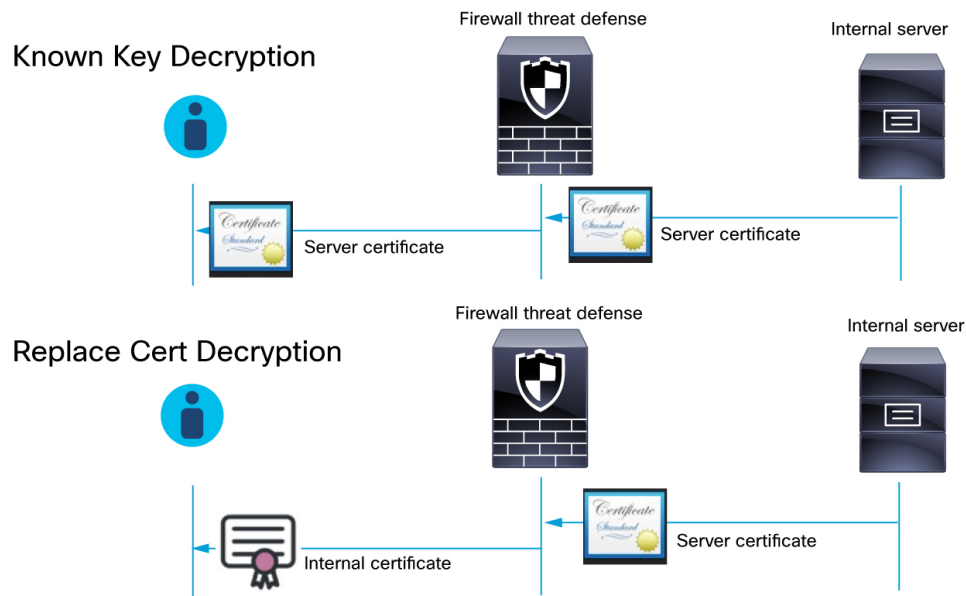 Firewall threat defense
Internal server
Known Key Decryption
Certificate
Standard
Server certificate
Certificate
Standard
Server certificate
Firewall threat defense
Internal server
Replace Cert Decryption
Certificate
Standard
Server certificate
Internal certificate